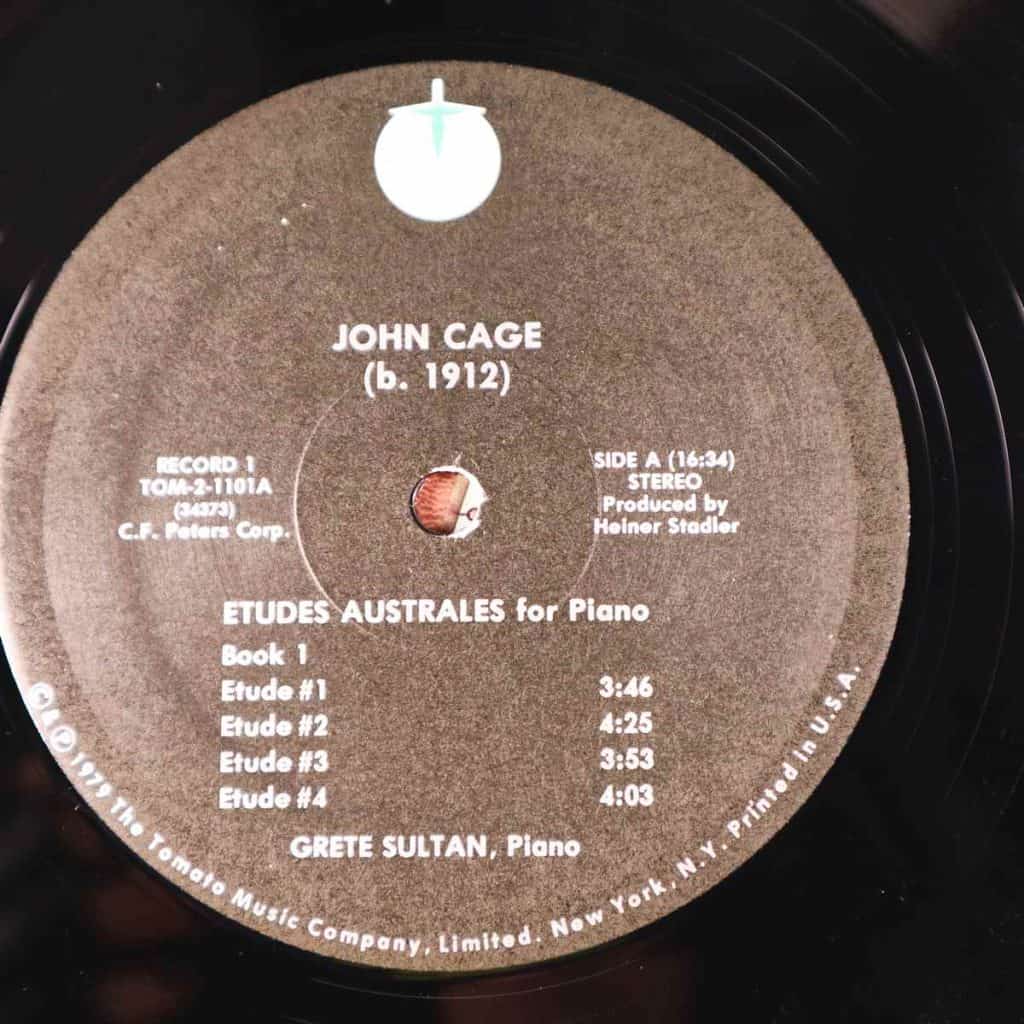 JOHN CAGE
(b. 1912)
RECORD 1
TOM-2-1101A
(34373)
C.F. Peters Corp.
SIDE A (16:34)
STEREO
Produced by
Heiner Stadler
ETUDES AUSTRALES for Piano
Book 1
Etude #1 3:46
Etude #2 4:25
Etude #3 3:53
Etude #4 4:03
GRETE SULTAN, Piano
©&℗ 1979 The Tomato Music Company, Limited. New York, N.Y. Printed in U.S.A.